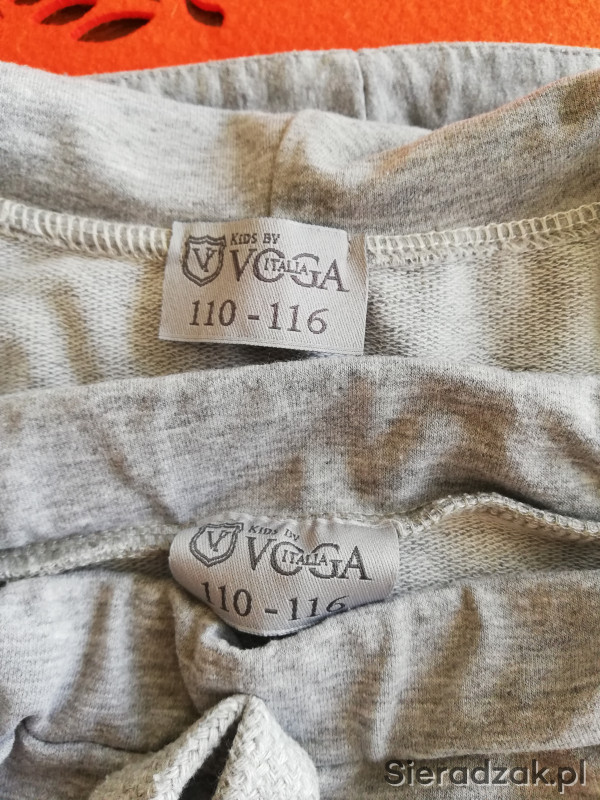 KIDS BY
V VOGA
ITALIA
110 - 116
KIDS BY
V VOGA
ITALIA
110 - 116
Sieradzak.pl